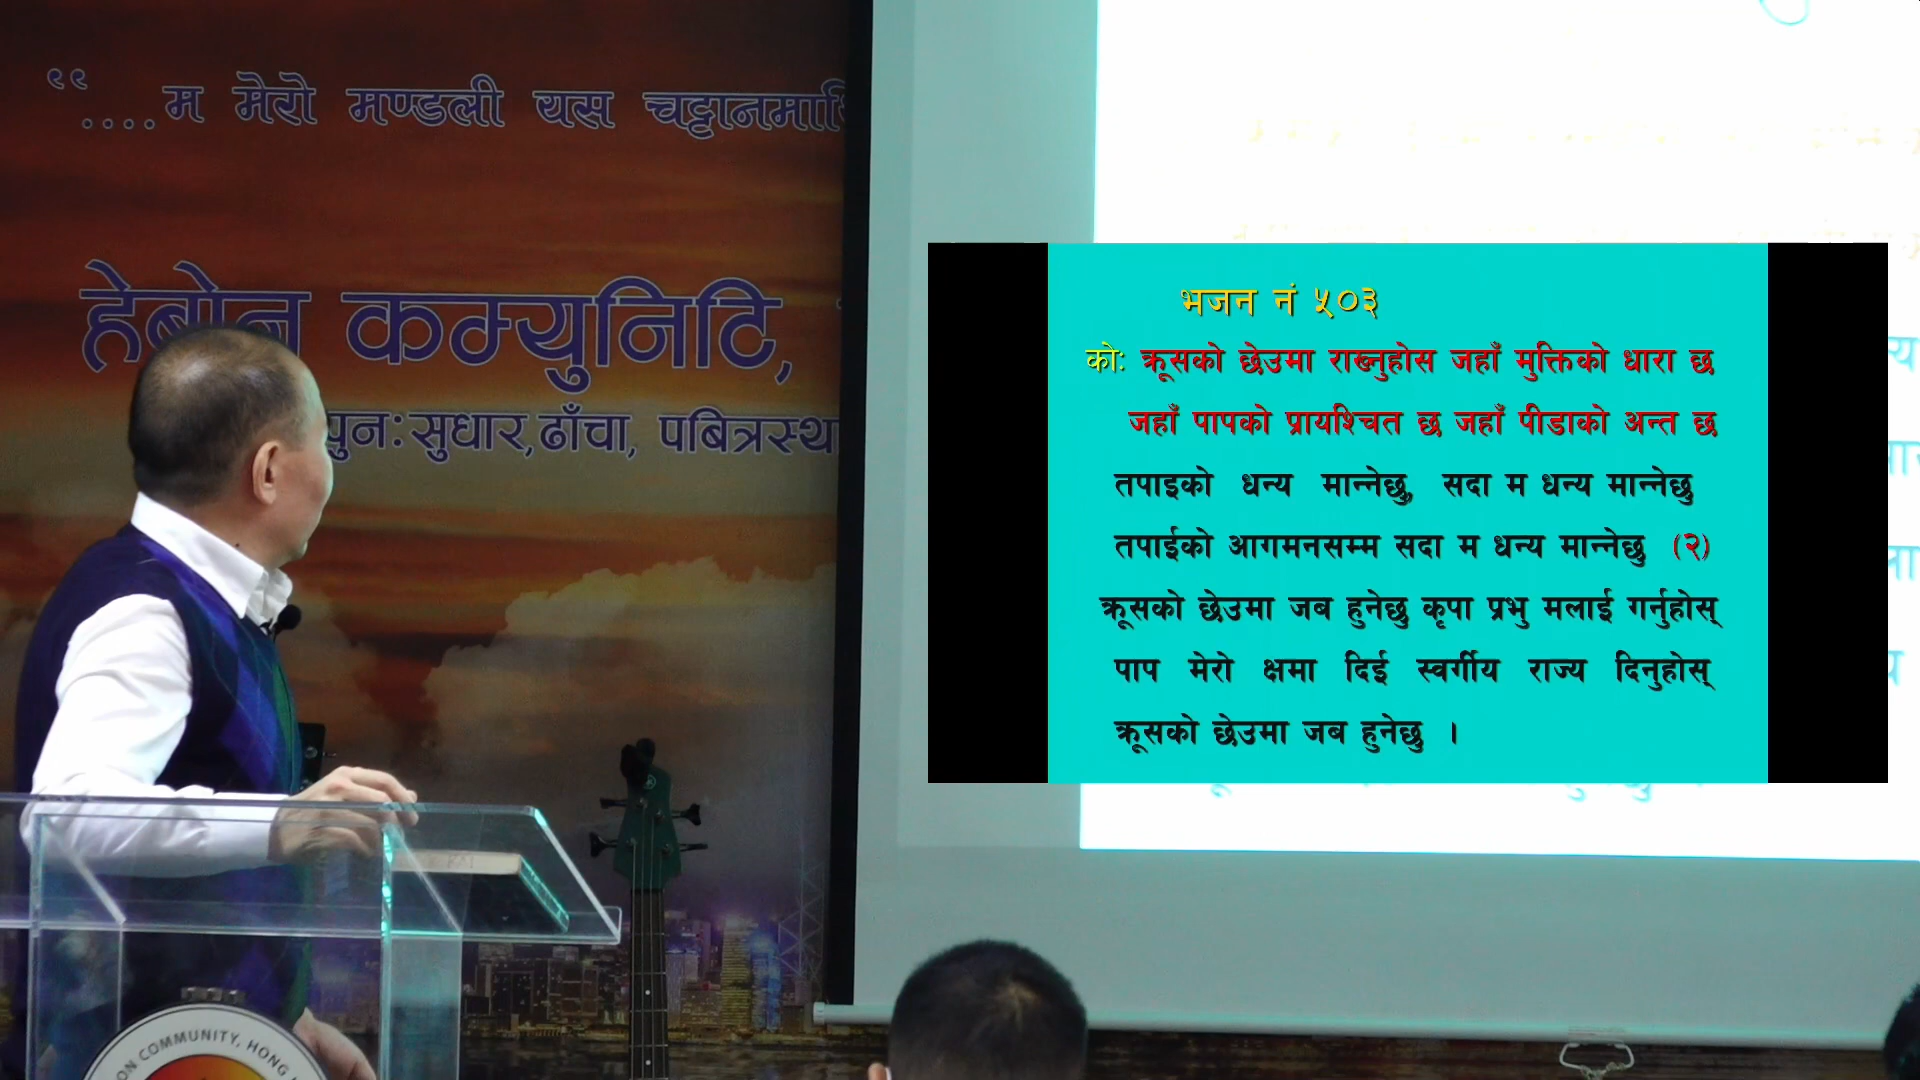 “....म मेरो मण्डली यस चट्टानमाथि
हेब्रोन कम्युनिटि,
पुनःसुधार,ढाँचा, पबित्रस्था
भजन नं ५०३
कोः क्रूसको छेउमा राख्नुहोस जहाँ मुक्तिको धारा छ
जहाँ पापको प्रायश्चित छ जहाँ पीडाको अन्त छ
तपाइको धन्य मान्नेछु, सदा म धन्य मान्नेछु
तपाईको आगमनसम्म सदा म धन्य मान्नेछु (२)
क्रूसको छेउमा जब हुनेछु कृपा प्रभु मलाई गर्नुहोस्
पाप मेरो क्षमा दिई स्वर्गीय राज्य दिनुहोस्
क्रूसको छेउमा जब हुनेछु ।
ON COMMUNITY, HONG